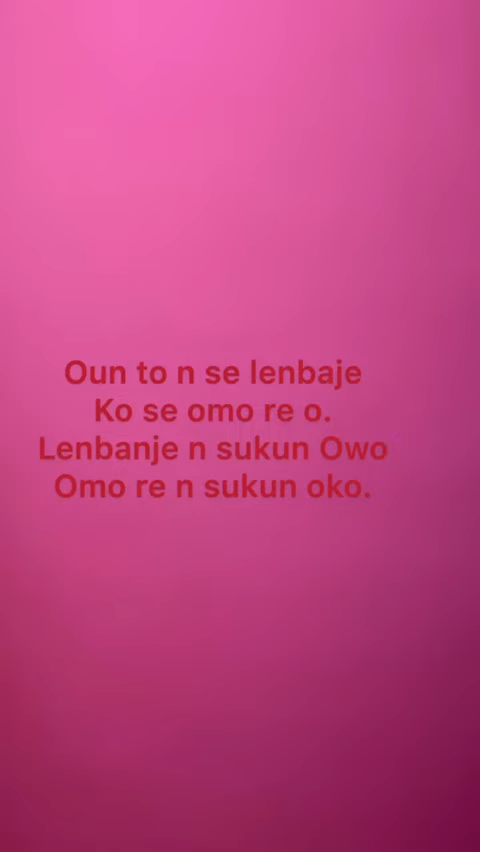 Oun to n se lenbaje
Ko se omo re o.
Lenbanje n sukun Owo
Omo re n sukun oko.